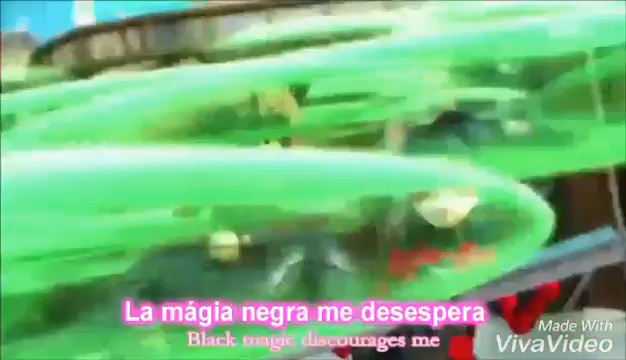 La mágia negra me desespera
Black magic discourages me
Made With
VivaVideo